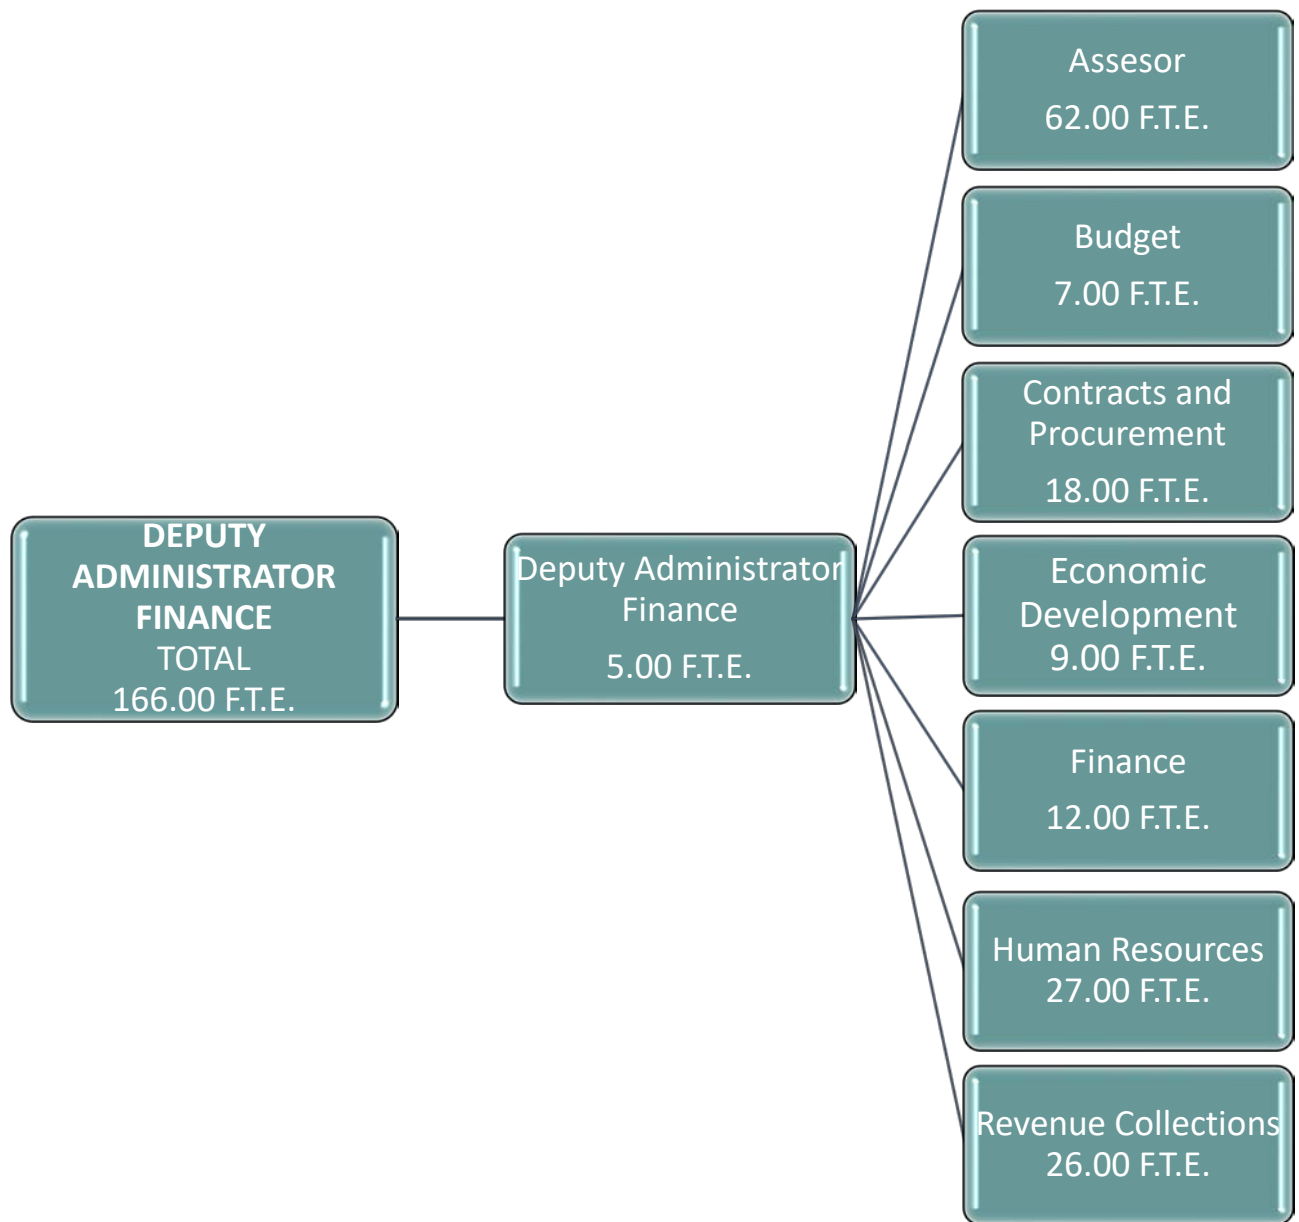 DEPUTY
ADMINISTRATOR
FINANCE
TOTAL
166.00 F.T.E.
Deputy Administrator
Finance
5.00 F.T.E.
Assesor
62.00 F.T.E.
Budget
7.00 F.T.E.
Contracts and
Procurement
18.00 F.T.E.
Economic
Development
9.00 F.T.E.
Finance
12.00 F.T.E.
Human Resources
27.00 F.T.E.
Revenue Collections
26.00 F.T.E.